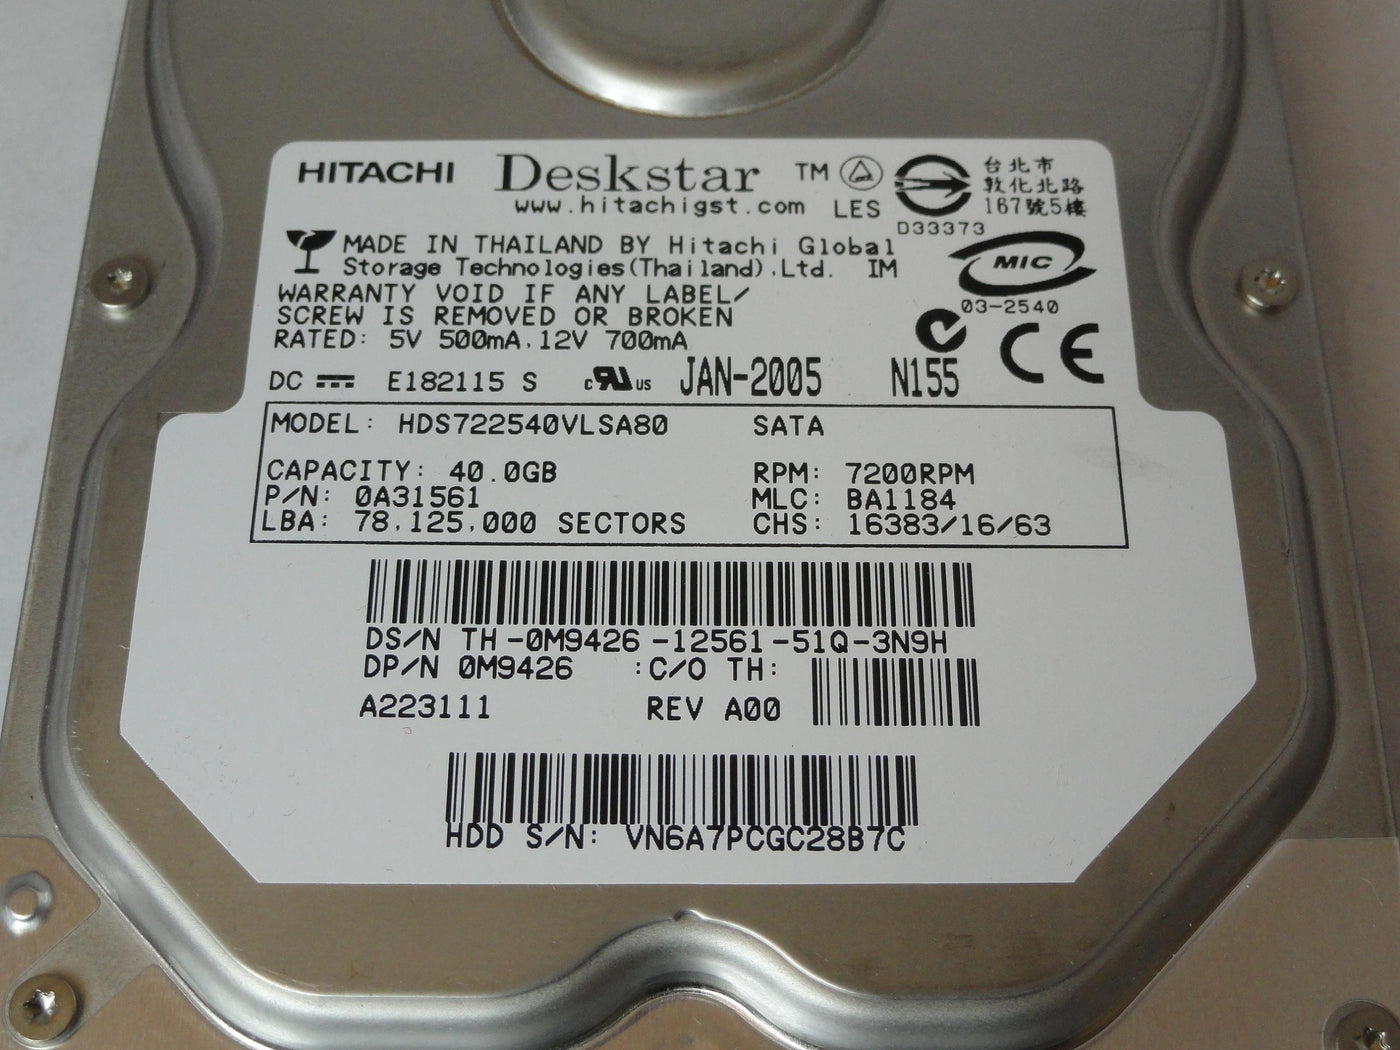 HITACHI Deskstar TM
www.hitachigst.com LES
台北市
敦化北路
167號5樓
D33373
MADE IN THAILAND BY Hitachi Global
Storage Technologies(Thailand).Ltd. IM
MIC
03-2540
WARRANTY VOID IF ANY LABEL/
SCREW IS REMOVED OR BROKEN
RATED: 5V 500mA,12V 700mA
DC E182115 S c US JAN-2005 N155 CE
MODEL: HDS722540VLSA80 SATA
CAPACITY: 40.0GB RPM: 7200RPM
P/N: 0A31561 MLC: BA1184
LBA: 78,125,000 SECTORS CHS: 16383/16/63
DS/N TH-0M9426-12561-51Q-3N9H
DP/N 0M9426 :C/O TH:
A223111 REV A00
HDD S/N: VN6A7PCGC28B7C